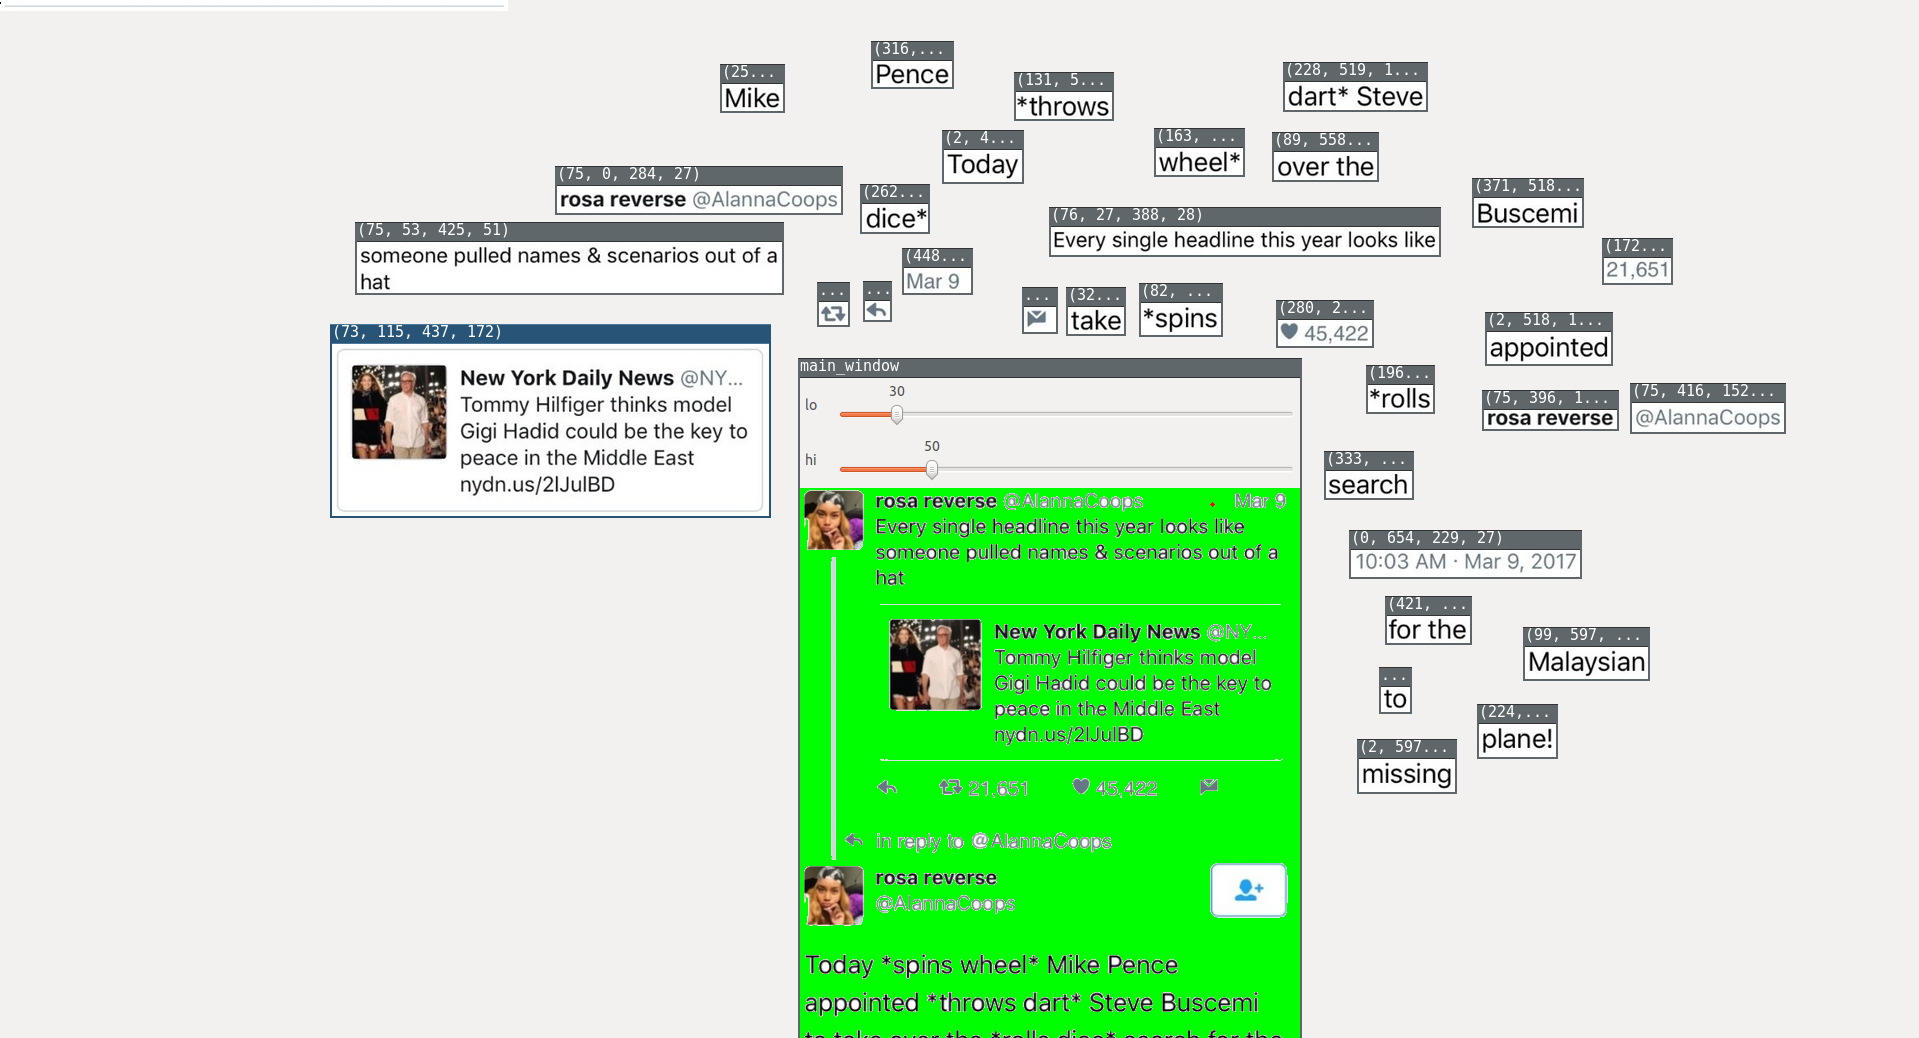 (316,...
Pence
(25...
Mike
(131, 5...
*throws
(228, 519, 1...
dart* Steve
(2, 4...
Today
(163, ...
wheel*
(89, 558...
over the
(75, 0, 284, 27)
rosa reverse @AlannaCoops
(262...
dice*
(371, 518...
Buscemi
(76, 27, 388, 28)
Every single headline this year looks like
(75, 53, 425, 51)
someone pulled names & scenarios out of a
hat
(448...
Mar 9
(172...
21,651
...
...
...
(32...
take
(82, ...
*spins
(280, 2...
45,422
(2, 518, 1...
appointed
(73, 115, 437, 172)
New York Daily News @NY...
Tommy Hilfiger thinks model
Gigi Hadid could be the key to
peace in the Middle East
nydn.us/2lJulBD
(196...
*rolls
(75, 396, 1...
rosa reverse
(75, 416, 152...
@AlannaCoops
(333, ...
search
(0, 654, 229, 27)
10:03 AM · Mar 9, 2017
(421, ...
for the
(99, 597, ...
Malaysian
...
to
(224,...
plane!
(2, 597...
missing
main_window
30
lo
50
hi
rosa reverse @AlannaCoops Mar 9
Every single headline this year looks like
someone pulled names & scenarios out of a
hat
New York Daily News @NY...
Tommy Hilfiger thinks model
Gigi Hadid could be the key to
peace in the Middle East
nydn.us/2lJulBD
21,651 45,422
in reply to @AlannaCoops
rosa reverse
@AlannaCoops
Today *spins wheel* Mike Pence
appointed *throws dart* Steve Buscemi
to take over the *rolls dice* search for the